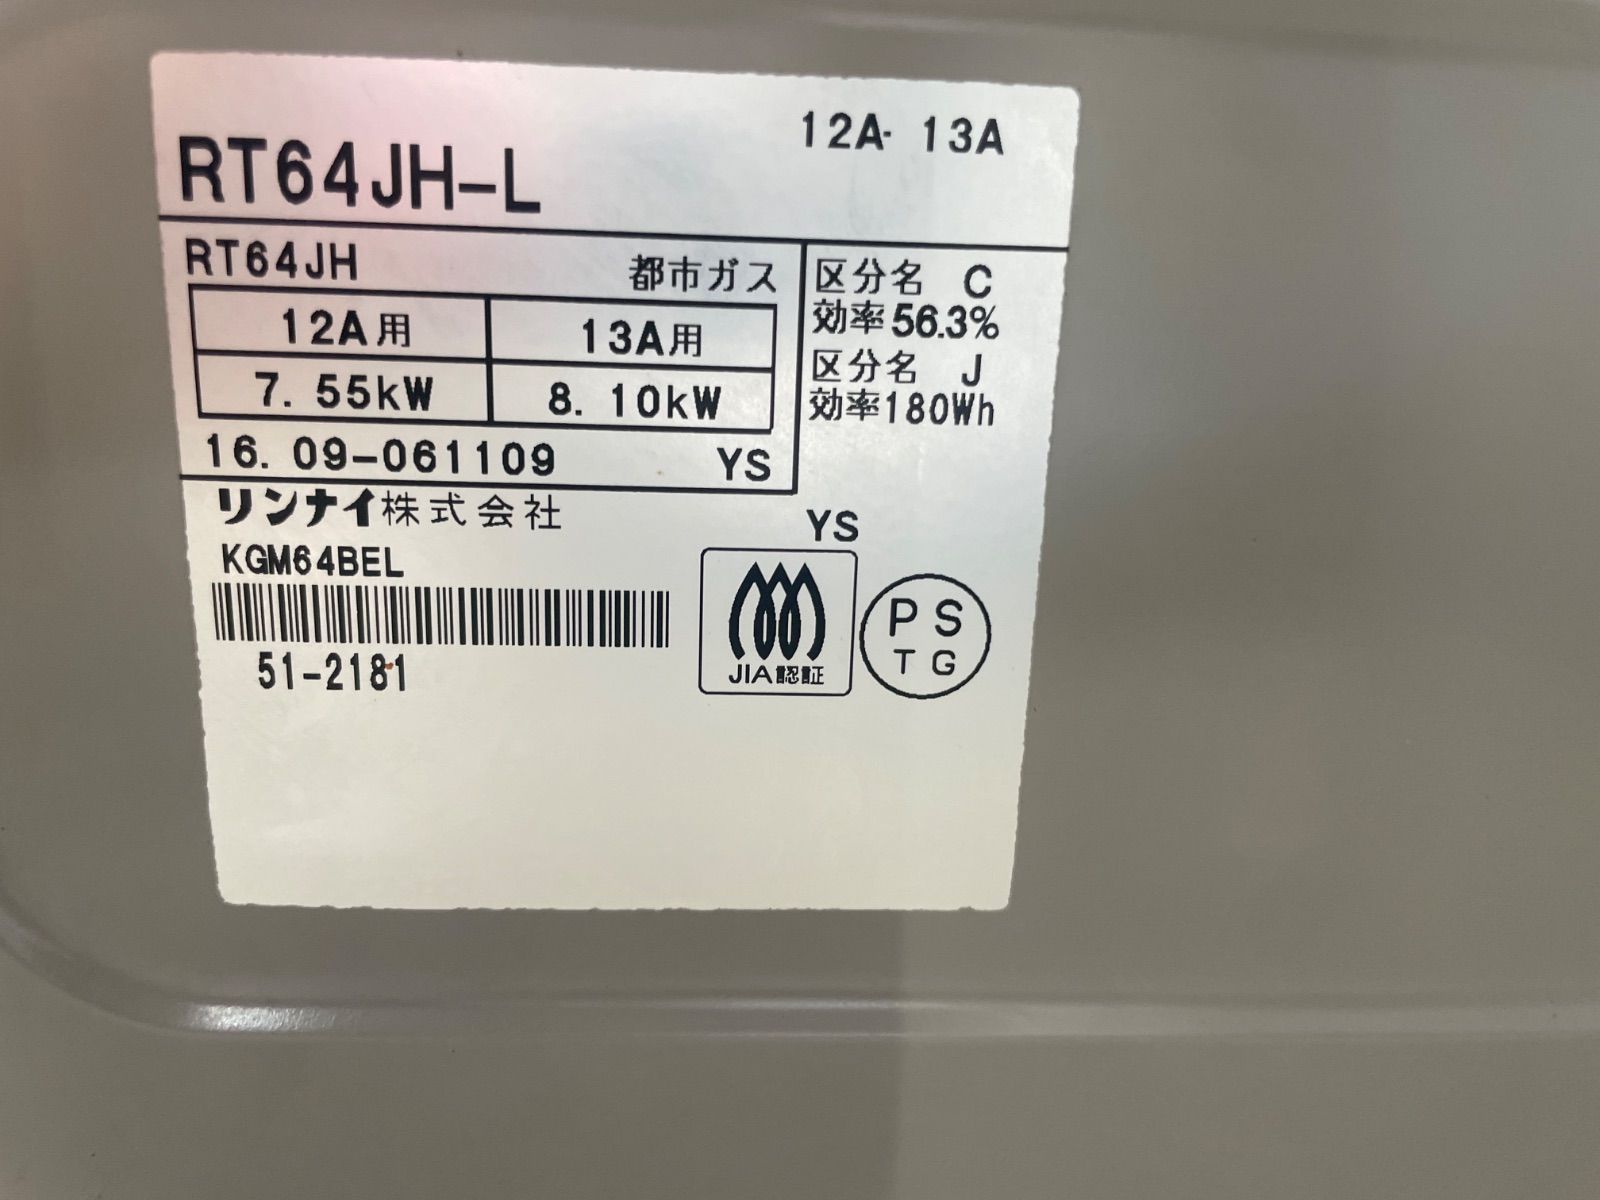 12A・13A
RT64JH-L
RT64JH 都市ガス
12A用 13A用
7.55kW 8.10kW
16.09-061109 YS
区分名 C
効率56.3%
区分名 J
効率180Wh
リンナイ株式会社
KGM64BEL
51-2181
YS
JIA認証
PS
TG